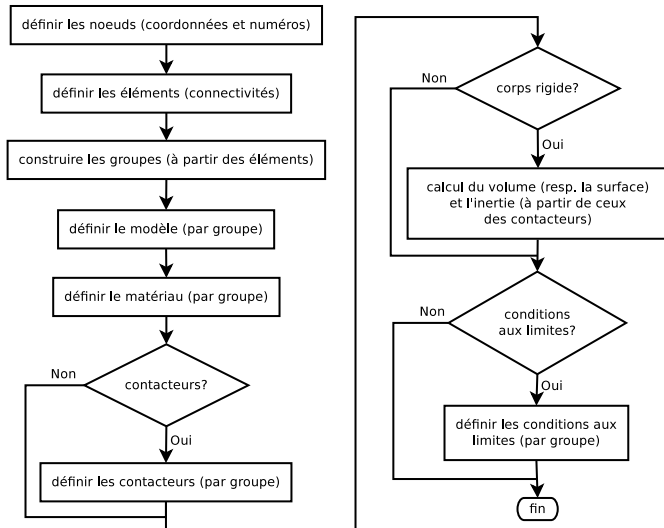 définir les noeuds (coordonnées et numéros)
définir les éléments (connectivités)
construire les groupes (à partir des éléments)
définir le modèle (par groupe)
définir le matériau (par groupe)
Non
contacteurs?
Oui
définir les contacteurs (par groupe)
Non
corps rigide?
Oui
calcul du volume (resp. la surface)
et l'inertie (à partir de ceux
des contacteurs)
Non
conditions
aux limites?
Oui
définir les conditions aux
limites (par groupe)
fin